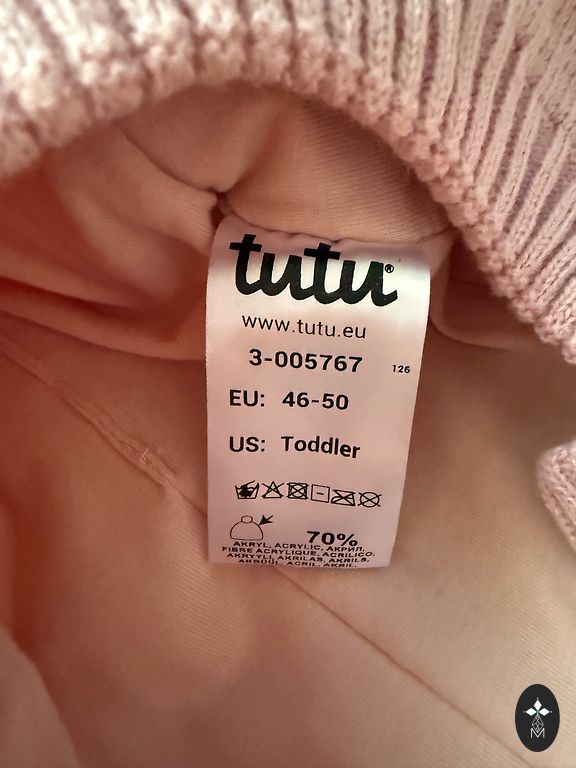 tutu®
www.tutu.eu
3-005767 126
EU: 46-50
US: Toddler
70%
AKRYL, ACRYLIC, АКРИЛ,
FIBRE ACRYLIQUE, ACRILICO,
AKRYYLI, AKRILAS, AKRILS,
AKRÜÜL, ACRIL, AKRIL,
M